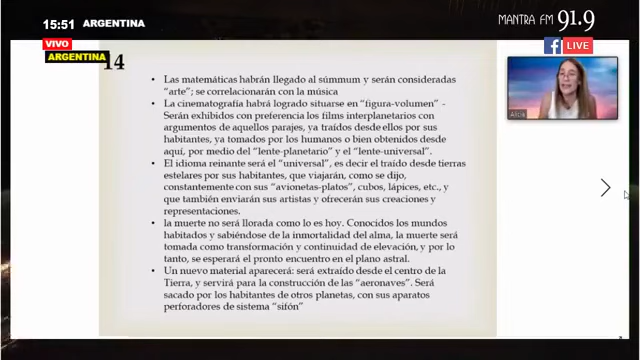 15:51 ARGENTINA
MANTRA FM 91.9
VIVO
f LIVE
ARGENTINA
14
Alicia
• Las matemáticas habrán llegado al súmmum y serán consideradas
"arte"; se correlacionarán con la música
• La cinematografía habrá logrado situarse en "figura-volumen" -
Serán exhibidos con preferencia los films interplanetarios con
argumentos de aquellos parajes, ya traídos desde ellos por sus
habitantes, ya tomados por los humanos o bien obtenidos desde
aquí, por medio del "lente-planetario" y el "lente-universal".
• El idioma reinante será el "universal", es decir el traído desde tierras
estelares por sus habitantes, que viajarán, como se dijo,
constantemente con sus "avionetas-platos", cubos, lápices, etc., y
que también enviarán sus artistas y ofrecerán sus creaciones y
representaciones.
• la muerte no será llorada como lo es hoy. Conocidos los mundos
habitados y sabiéndose de la inmortalidad del alma, la muerte será
tomada como transformación y continuidad de elevación, y por lo
tanto, se esperará el pronto encuentro en el plano astral.
• Un nuevo material aparecerá: será extraído desde el centro de la
Tierra, y servirá para la construcción de las "aeronaves". Será
sacado por los habitantes de otros planetas, con sus aparatos
perforadores de sistema "sifón"